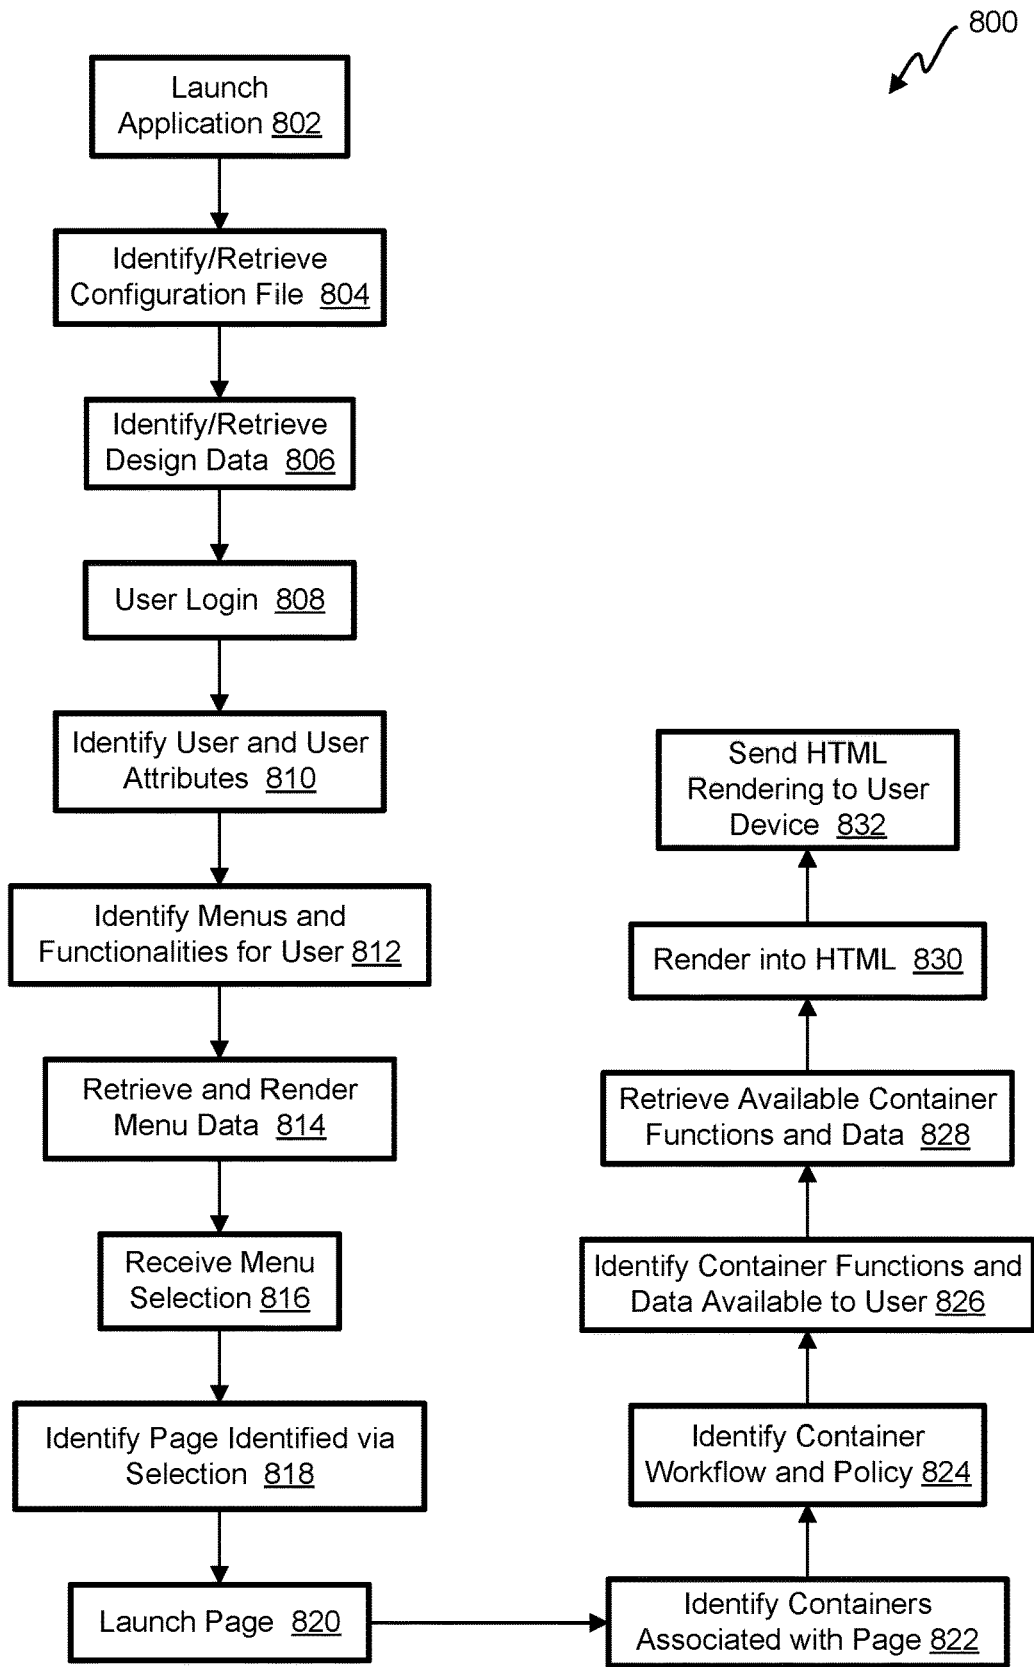 800
Launch
Application 802
Identify/Retrieve
Configuration File 804
Identify/Retrieve
Design Data 806
User Login 808
Identify User and User
Attributes 810
Identify Menus and
Functionalities for User 812
Retrieve and Render
Menu Data 814
Receive Menu
Selection 816
Identify Page Identified via
Selection 818
Launch Page 820
Identify Containers
Associated with Page 822
Identify Container
Workflow and Policy 824
Identify Container Functions and
Data Available to User 826
Retrieve Available Container
Functions and Data 828
Render into HTML 830
Send HTML
Rendering to User
Device 832